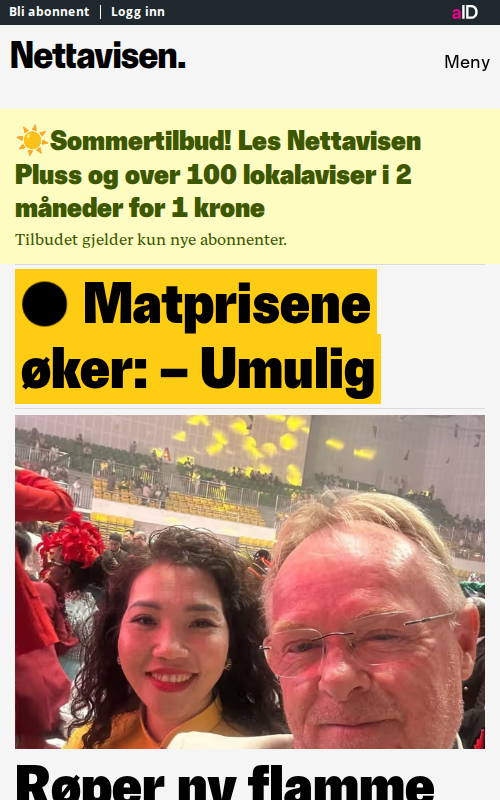 Bli abonnent
Logg inn
aID
Nettavisen.
Meny
☀️Sommertilbud! Les Nettavisen
Pluss og over 100 lokalaviser i 2
måneder for 1 krone
Tilbudet gjelder kun nye abonnenter.
⚫ Matprisene
øker: – Umulig
Røper ny flamme